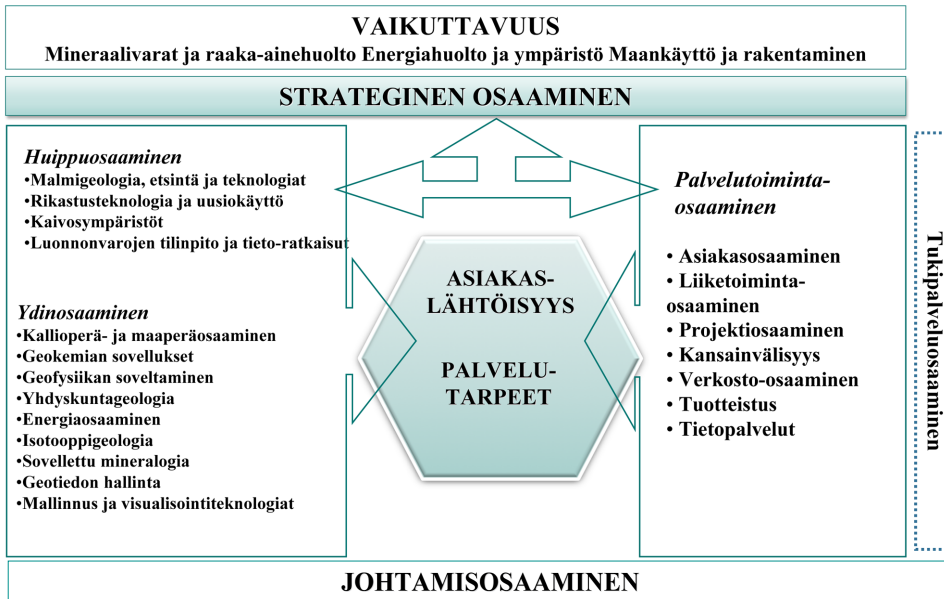 VAIKUTTAVUUS
Mineraalivarat ja raaka-ainehuolto Energiahuolto ja ympäristö Maankäyttö ja rakentaminen
STRATEGINEN OSAAMINEN
Huippuosaaminen
•Malmigeologia, etsintä ja teknologiat
•Rikastusteknologia ja uusiokäyttö
•Kaivosympäristöt
•Luonnonvarojen tilinpito ja tieto-ratkaisut
Ydinosaaminen
•Kallioperä- ja maaperäosaaminen
•Geokemian sovellukset
•Geofysiikan soveltaminen
•Yhdyskuntageologia
•Energiaosaaminen
•Isotooppigeologia
•Sovellettu mineralogia
•Geotiedon hallinta
•Mallinnus ja visualisointiteknologiat
ASIAKAS-
LÄHTÖISYYS
PALVELU-
TARPEET
Palvelutoiminta-
osaaminen
• Asiakasosaaminen
• Liiketoiminta-
osaaminen
• Projektiosaaminen
• Kansainvälisyys
• Verkosto-osaaminen
• Tuotteistus
• Tietopalvelut
Tukipalveluosaaminen
JOHTAMISOSAAMINEN